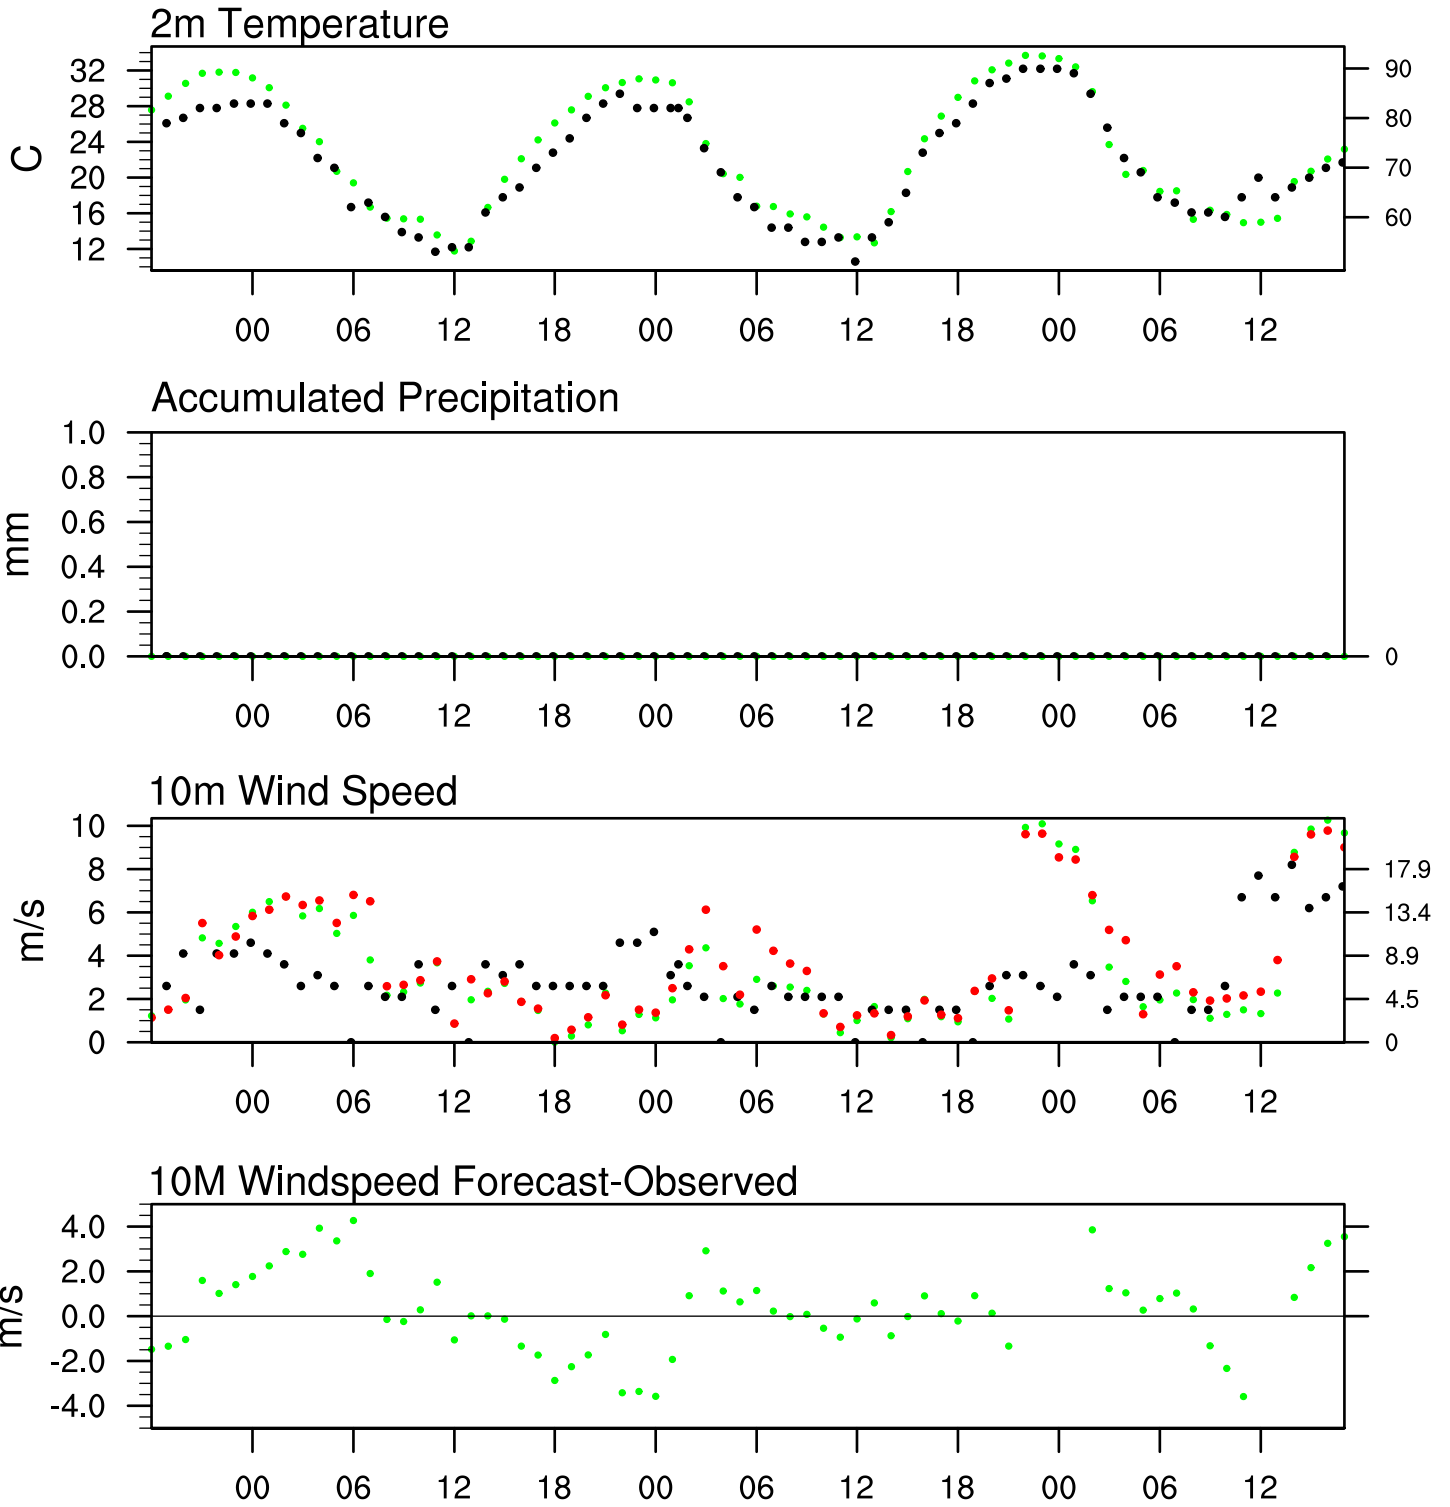 2m Temperature
32
28
24
20
16
12
C
90
80
70
60
00 06 12 18 00 06 12 18 00 06 12
Accumulated Precipitation
1.0
0.8
0.6
0.4
0.2
0.0
mm
0
00 06 12 18 00 06 12 18 00 06 12
10m Wind Speed
10
8
6
4
2
0
m/s
17.9
13.4
8.9
4.5
0
00 06 12 18 00 06 12 18 00 06 12
10M Windspeed Forecast-Observed
4.0
2.0
0.0
-2.0
-4.0
m/s
00 06 12 18 00 06 12 18 00 06 12